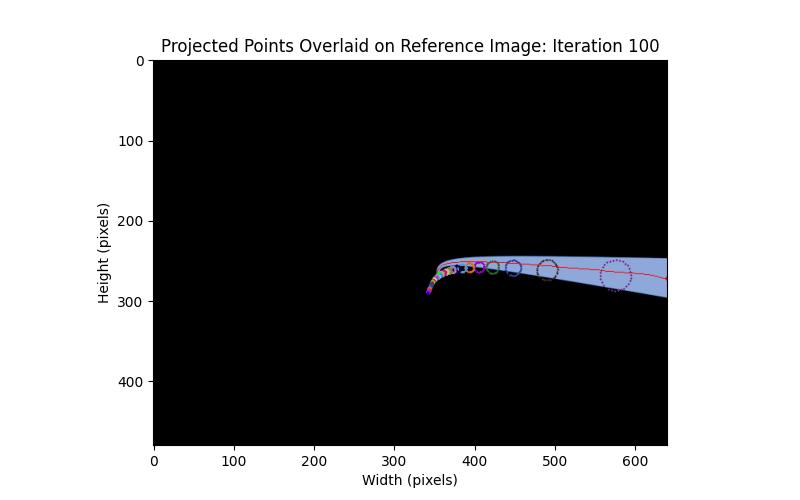 Projected Points Overlaid on Reference Image: Iteration 100
0
100
200
300
400
Height (pixels)
0 100 200 300 400 500 600
Width (pixels)